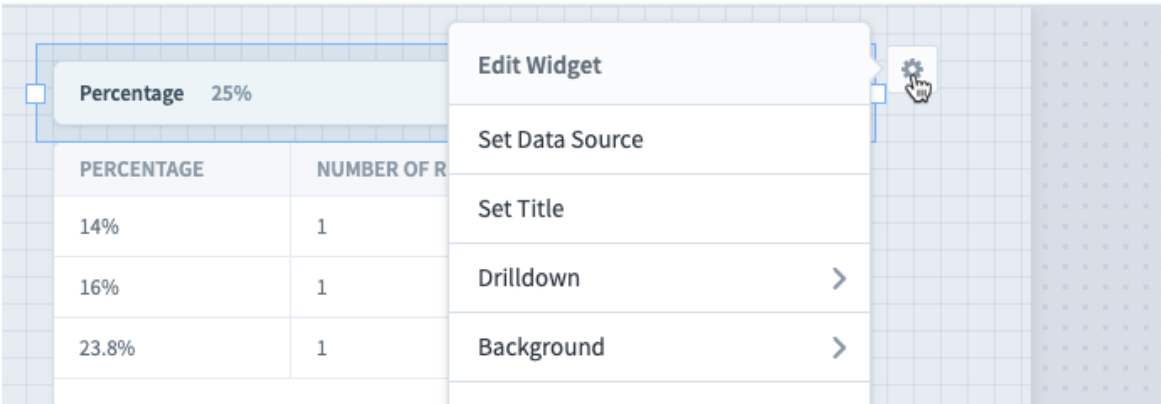 Edit Widget
Percentage 25%
Set Data Source
PERCENTAGE NUMBER OF R
Set Title
14% 1
Drilldown
16% 1
Background
23.8% 1